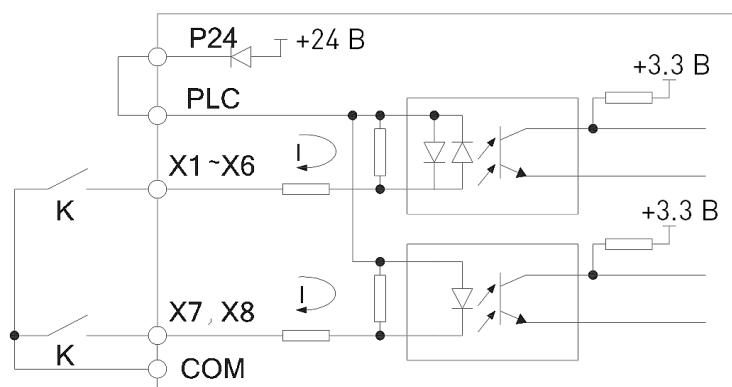 P24
+24 В
PLC
+3.3 В
X1 ~X6
I
K
+3.3 В
X7 , X8
I
K
COM